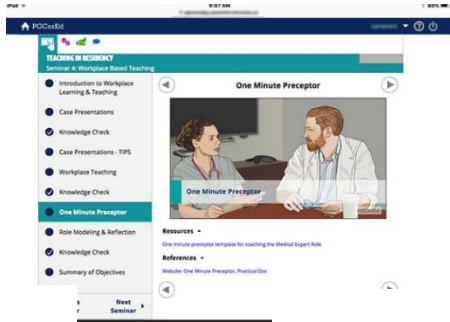 iPad
9:07 AM
80%
PGCorEd
TEACHING IN RESIDENCY
Seminar 4: Workplace Based Teaching
Introduction to Workplace
Learning & Teaching
Case Presentations
Knowledge Check
Case Presentations - TIPS
Workplace Teaching
Knowledge Check
One Minute Preceptor
Role Modeling & Reflection
Knowledge Check
Summary of Objectives
Next
Seminar
One Minute Preceptor
One Minute Preceptor
Resources
One minute preceptor template for coaching the Medical Expert Role
References
Website: One Minute Preceptor, Practical Doc